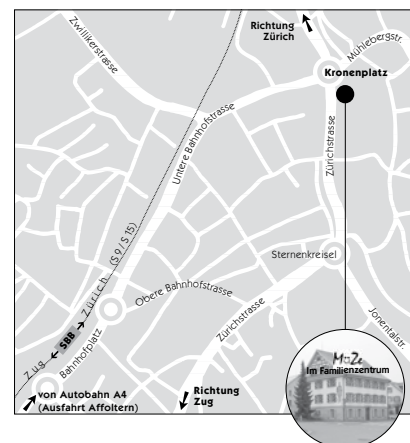 Richtung
Zürich
Zwillikerstrasse
Mühlebergstr.
Kronenplatz
Untere Bahnhofstrasse
Zürichstrasse
Sternenkreisel
Zug ← SBB → Zürich (S9 / S15)
Obere Bahnhofstrasse
Zürichstrasse
Jonentalstr.
Bahnhofplatz
von Autobahn A4
(Ausfahrt Affoltern)
Richtung
Zug
MüZe
Im Familienzentrum